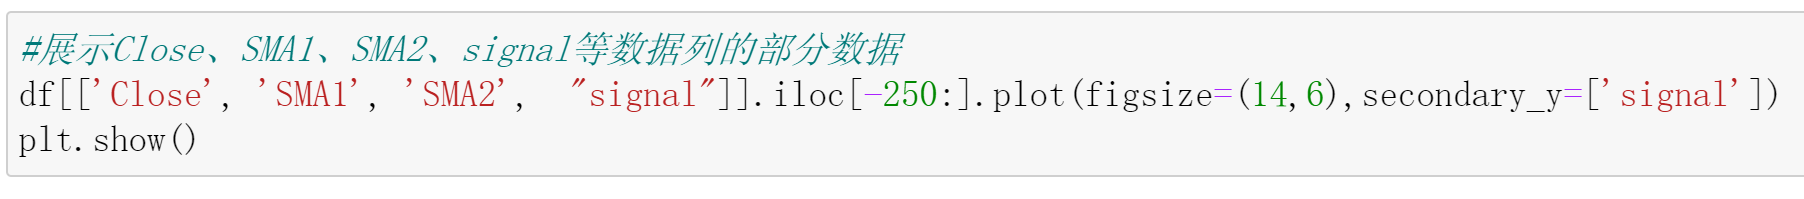 #展示Close、SMA1、SMA2、signal等数据列的部分数据
df[['Close', 'SMA1', 'SMA2',  "signal"]].iloc[-250:].plot(figsize=(14,6),secondary_y=['signal'])
plt.show()